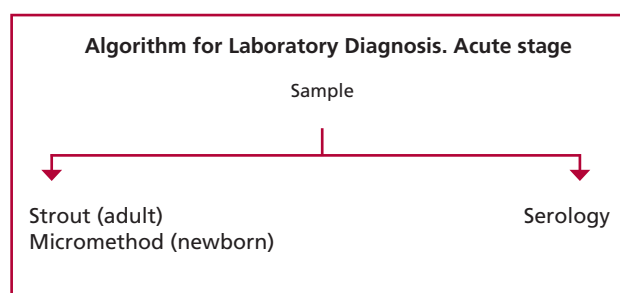 Algorithm for Laboratory Diagnosis. Acute stage
Sample
Strout (adult)
Serology
Micromethod (newborn)